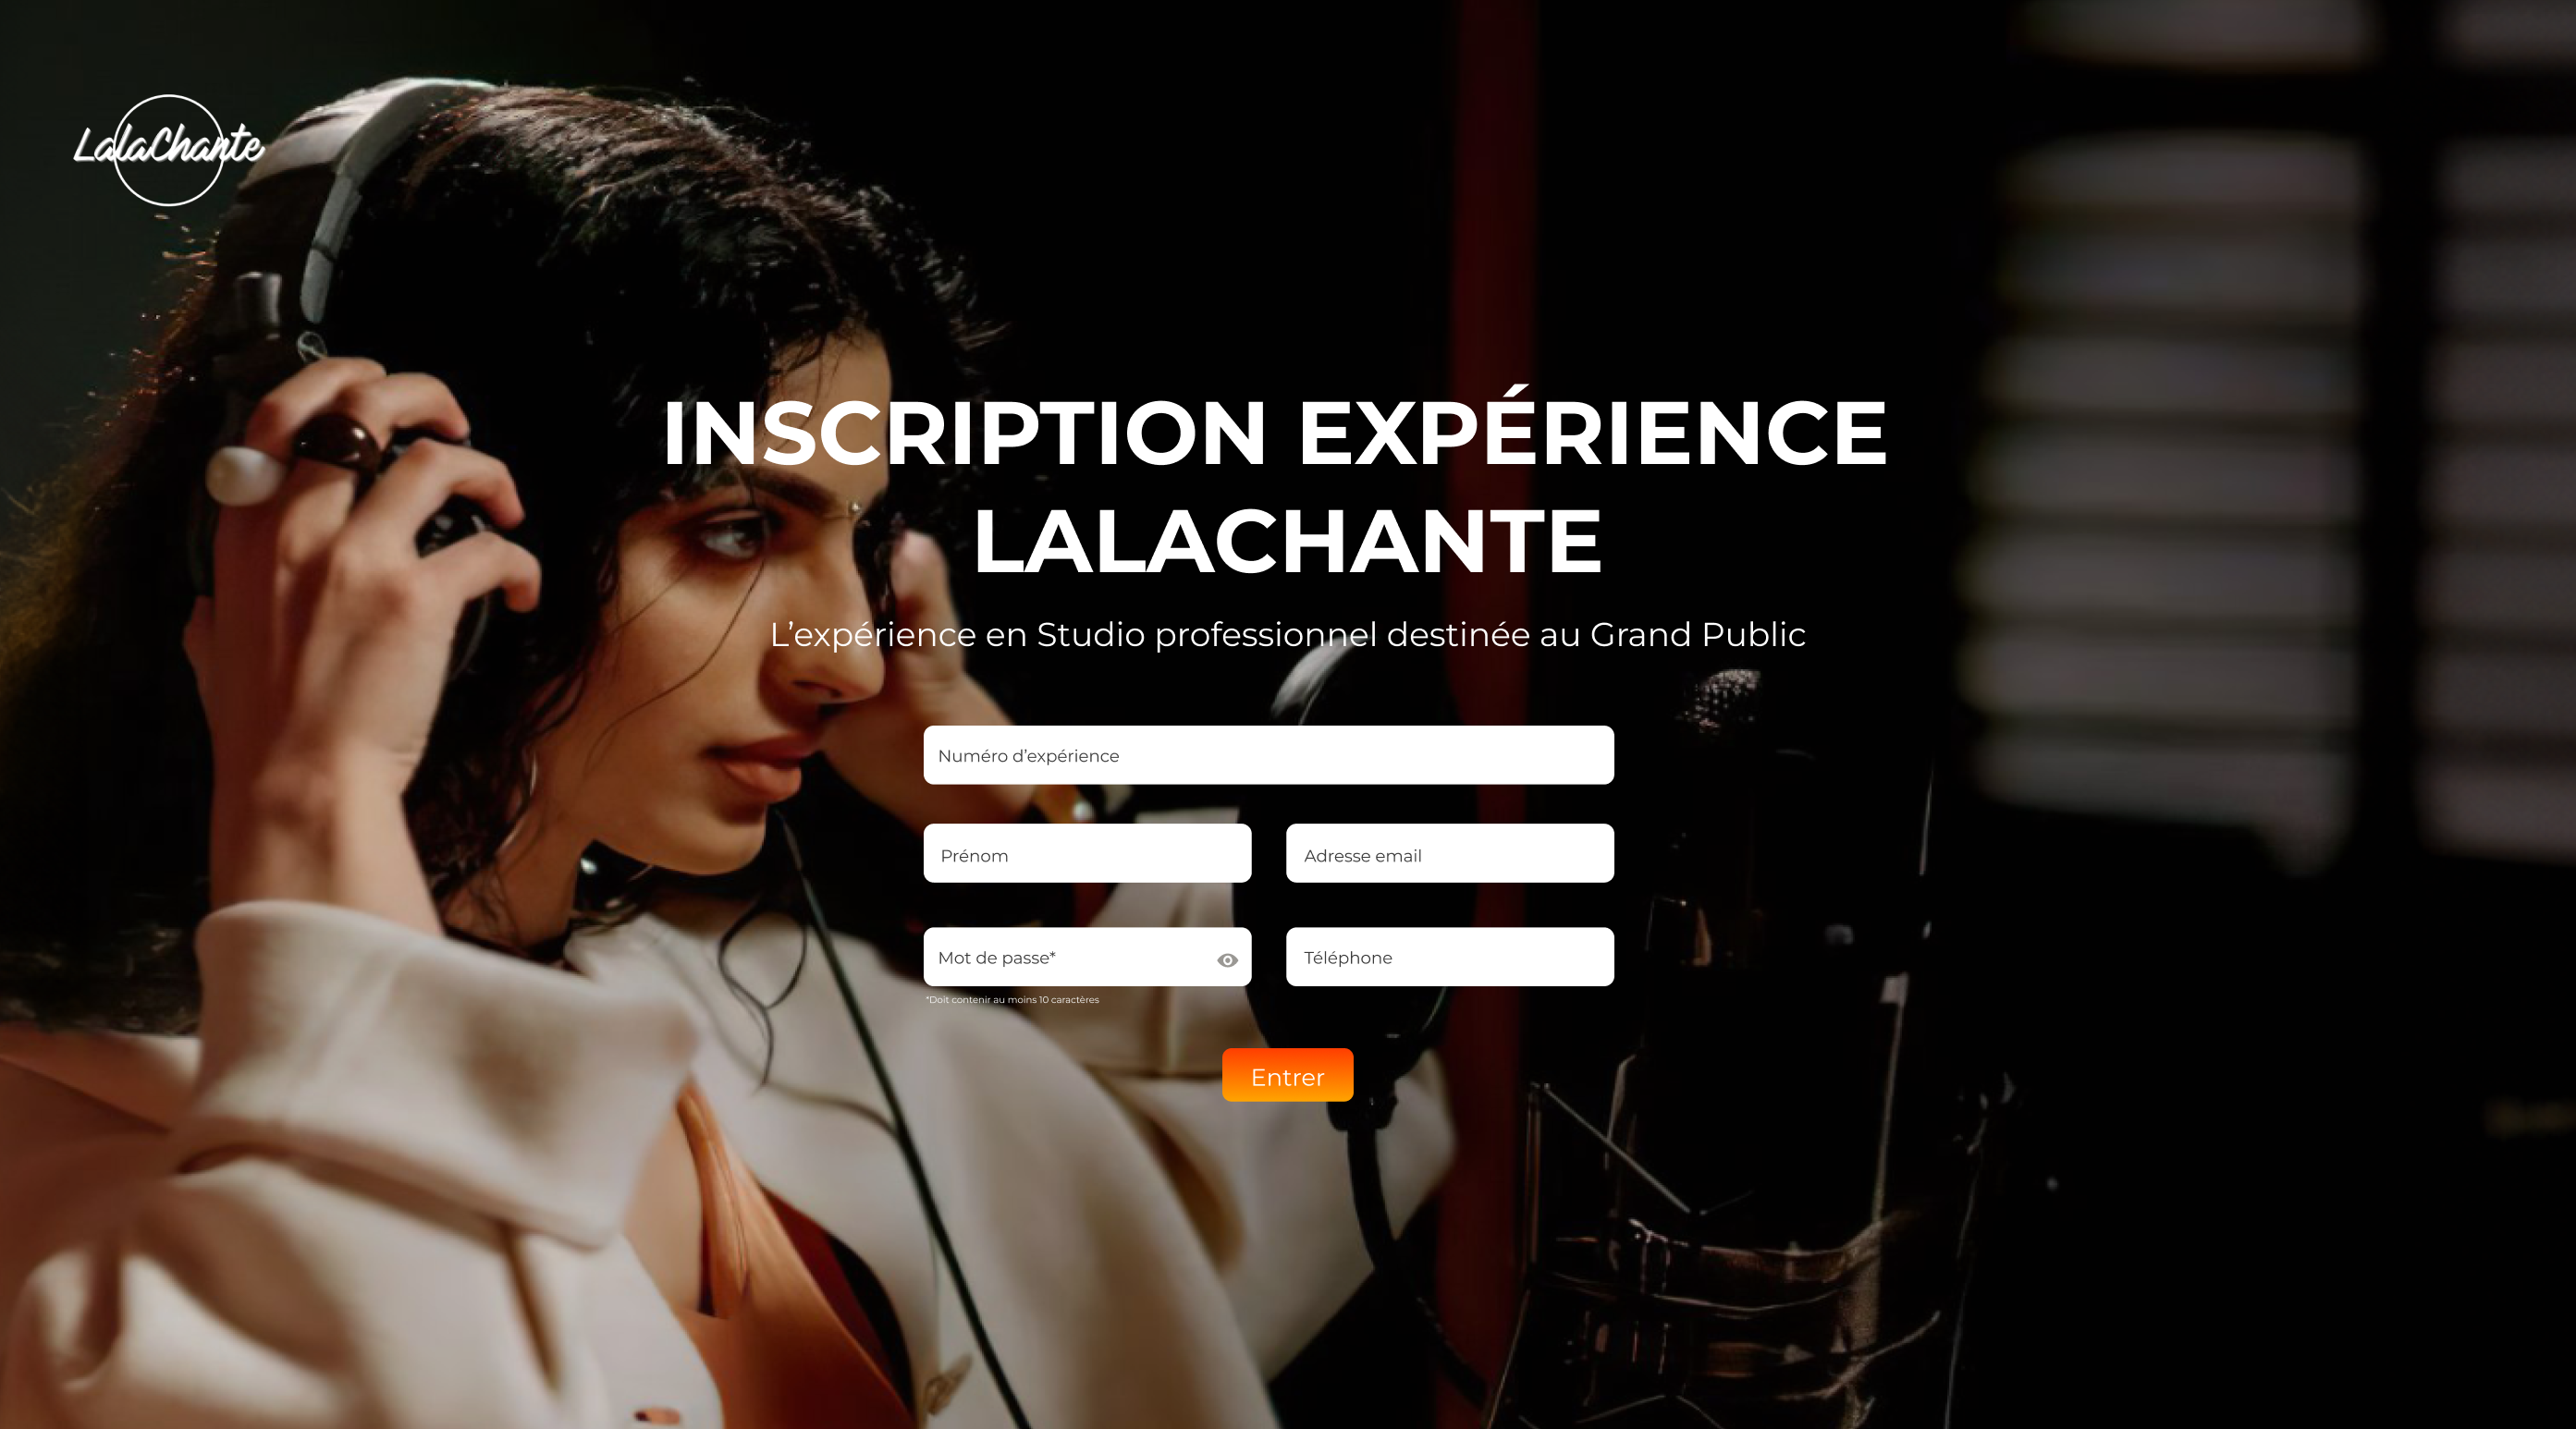 LalaChante
INSCRIPTION EXPÉRIENCE
LALACHANTE
L’expérience en Studio professionnel destinée au Grand Public
Numéro d’expérience
Prénom
Adresse email
Mot de passe*
Téléphone
*Doit contenir au moins 10 caractères
Entrer